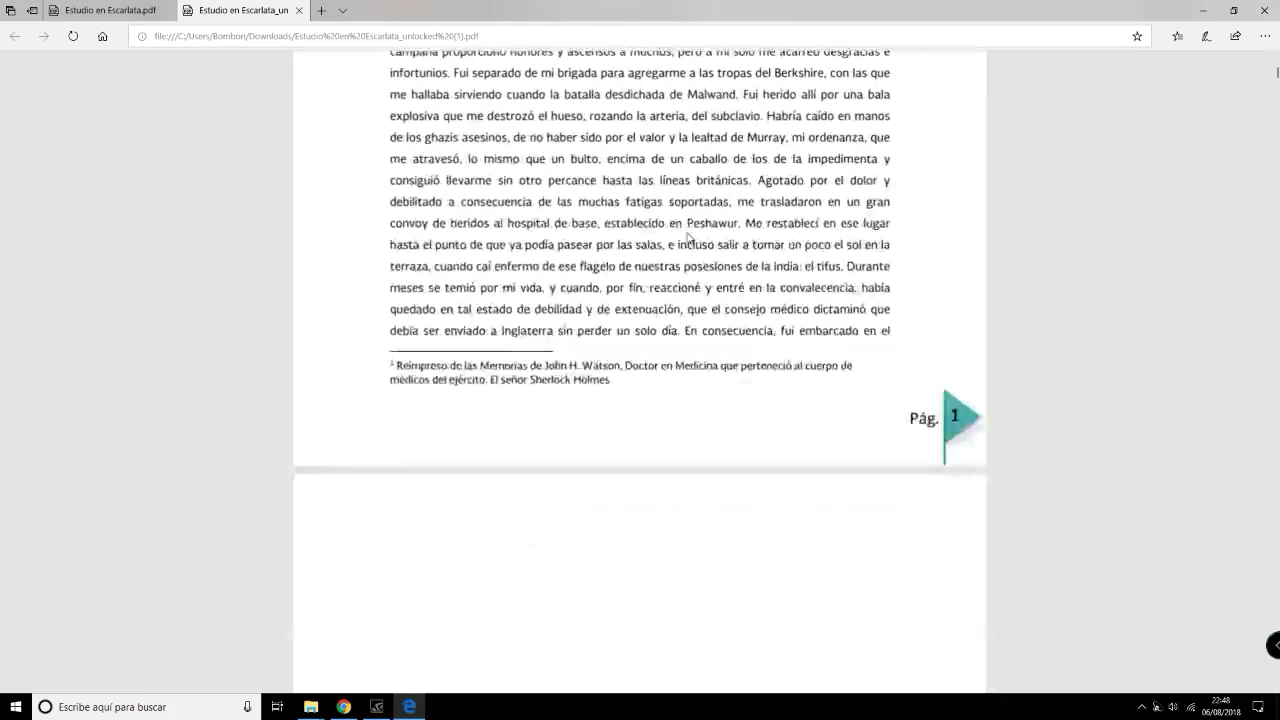 Estudio en Escarlatapdf
Estudio en Escarlata_un
file:///C:/Users/Bombon/Downloads/Estudio%20en%20Escarlata_unlocked%20(1).pdf
campaña proporcionó honores y ascensos a muchos, pero a mí sólo me acarreó desgracias e
infortunios. Fui separado de mi brigada para agregarme a las tropas del Berkshire, con las que
me hallaba sirviendo cuando la batalla desdichada de Malwand. Fui herido allí por una bala
explosiva que me destrozó el hueso, rozando la arteria, del subclavio. Habría caído en manos
de los ghazis asesinos, de no haber sido por el valor y la lealtad de Murray, mi ordenanza, que
me atravesó, lo mismo que un bulto, encima de un caballo de los de la impedimenta y
consiguió llevarme sin otro percance hasta las líneas británicas. Agotado por el dolor y
debilitado a consecuencia de las muchas fatigas soportadas, me trasladaron en un gran
convoy de heridos al hospital de base, establecido en Peshawur. Me restablecí en ese lugar
hasta el punto de que ya podía pasear por las salas, e incluso salir a tomar un poco el sol en la
terraza, cuando caí enfermo de ese flagelo de nuestras posesiones de la india: el tifus. Durante
meses se temió por mi vida, y cuando, por fin, reaccioné y entré en la convalecencia, había
quedado en tal estado de debilidad y de extenuación, que el consejo médico dictaminó que
debía ser enviado a Inglaterra sin perder un solo día. En consecuencia, fui embarcado en el
1 Reimpreso de las Memorias de John H. Watson, Doctor en Medicina que perteneció al cuerpo de
médicos del ejército. El señor Sherlock Holmes
Pág. 1
Escribe aquí para buscar
22:48
06/08/2018